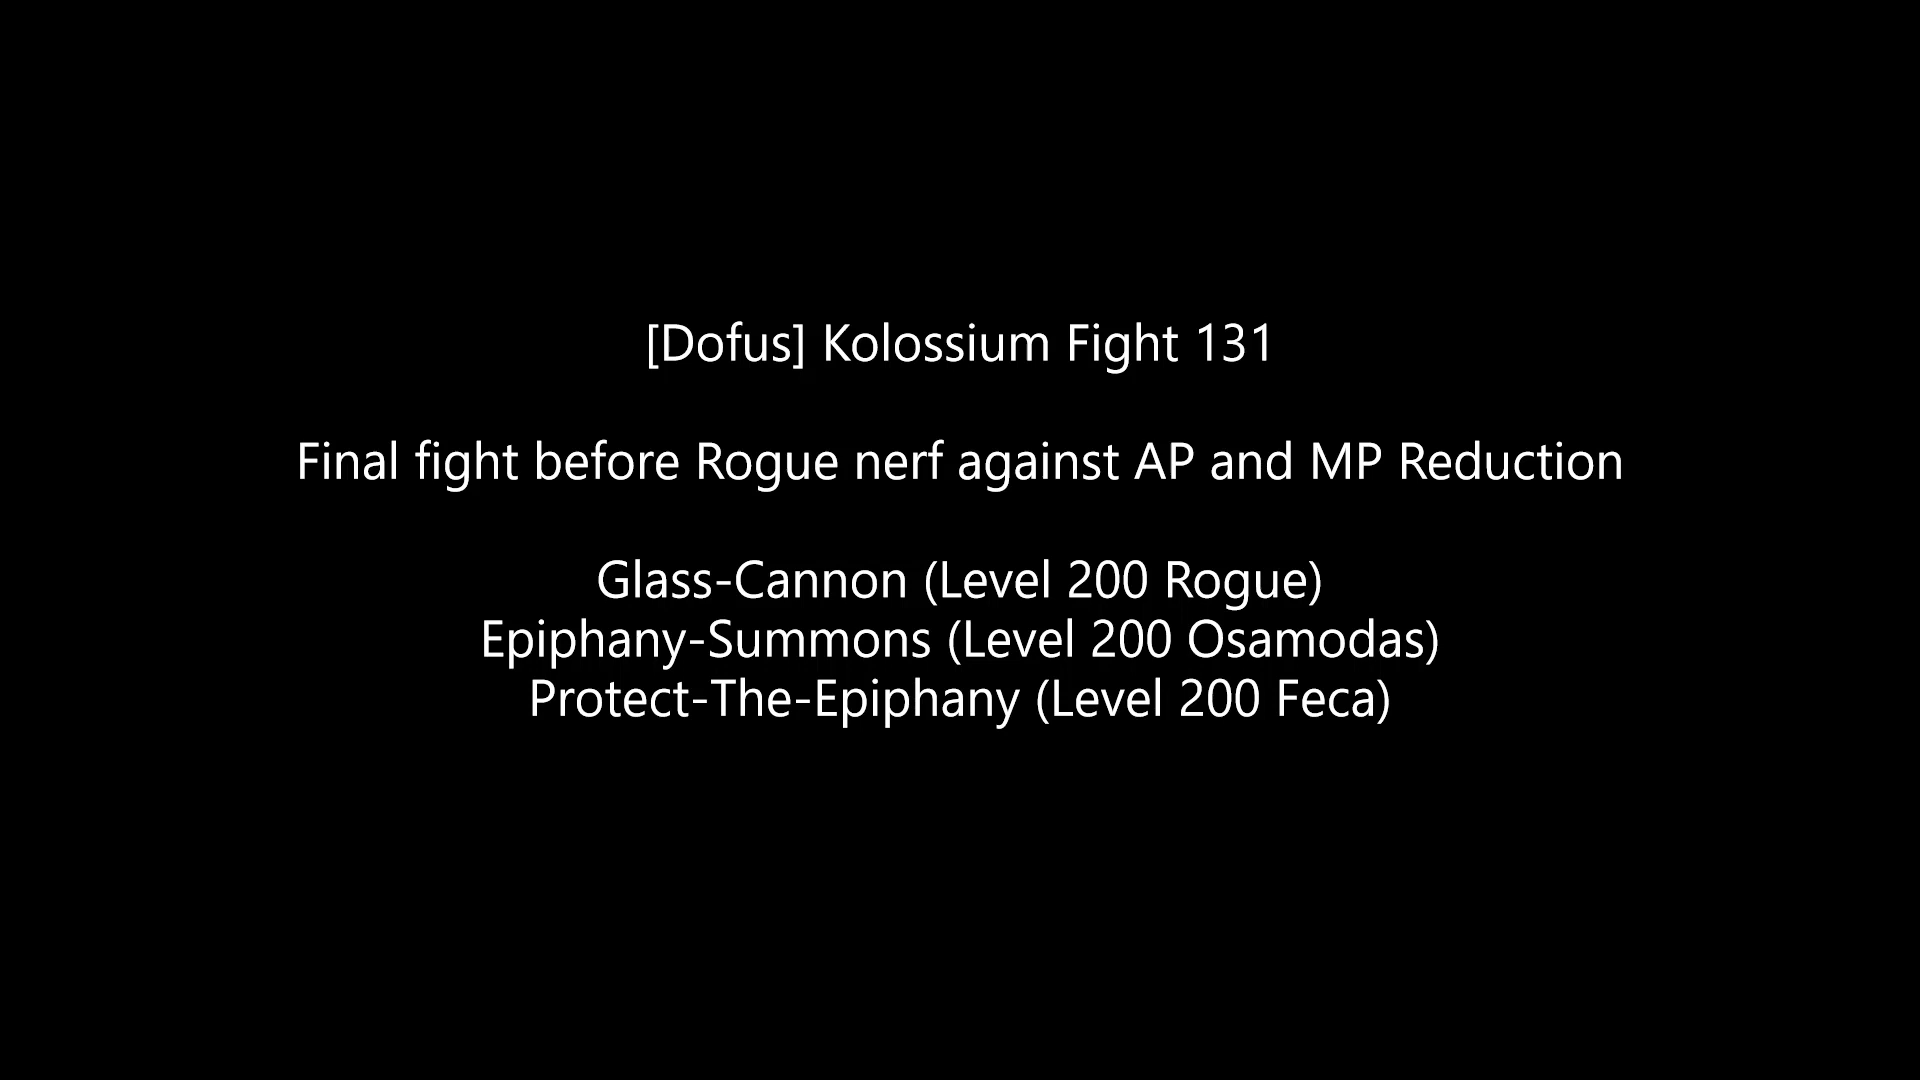 [Dofus] Kolossium Fight 131
Final fight before Rogue nerf against AP and MP Reduction
Glass-Cannon (Level 200 Rogue)
Epiphany-Summons (Level 200 Osamodas)
Protect-The-Epiphany (Level 200 Feca)